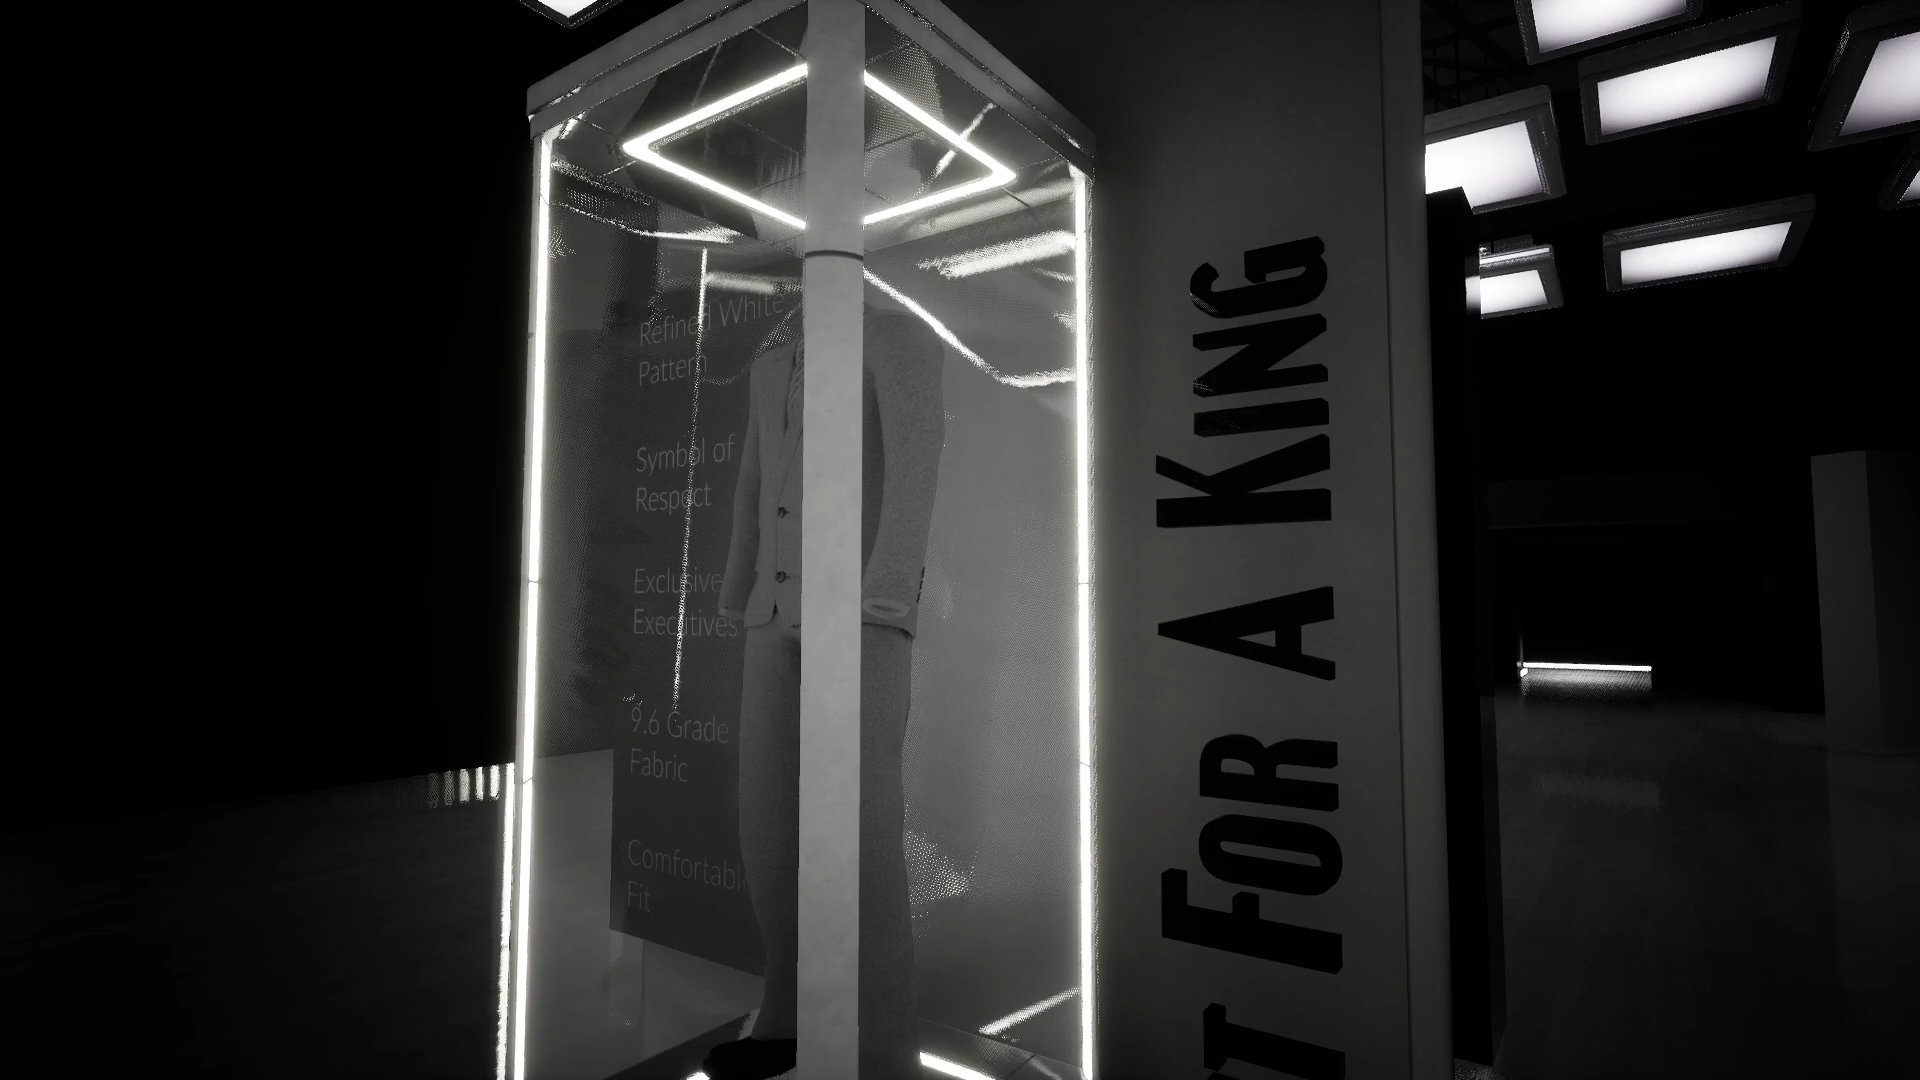 Refined White
Pattern
Symbol of
Respect
Exclusive
Executives
9.6 Grade
Fabric
Comfortable
Fit
FOR A KING